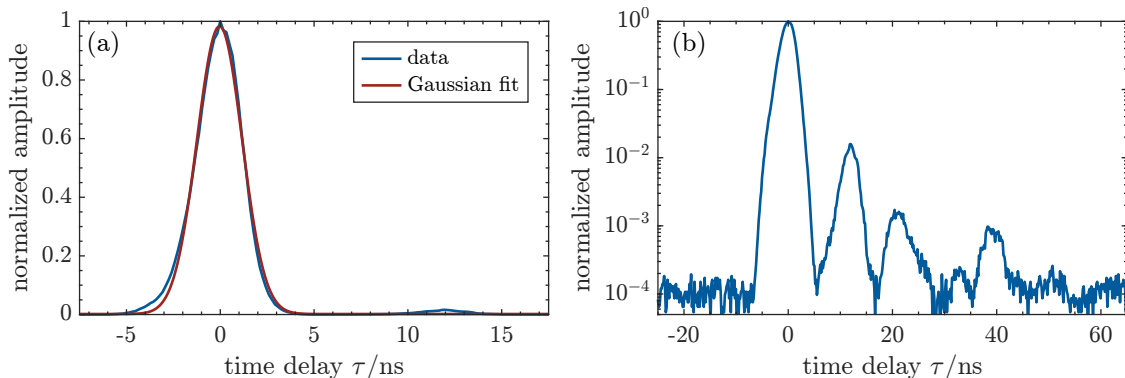 (a)
normalized amplitude
1
0.8
0.6
0.4
0.2
0
data
Gaussian fit
-5 0 5 10 15
time delay τ/ns
(b)
normalized amplitude
10⁰
10⁻¹
10⁻²
10⁻³
10⁻⁴
-20 0 20 40 60
time delay τ/ns